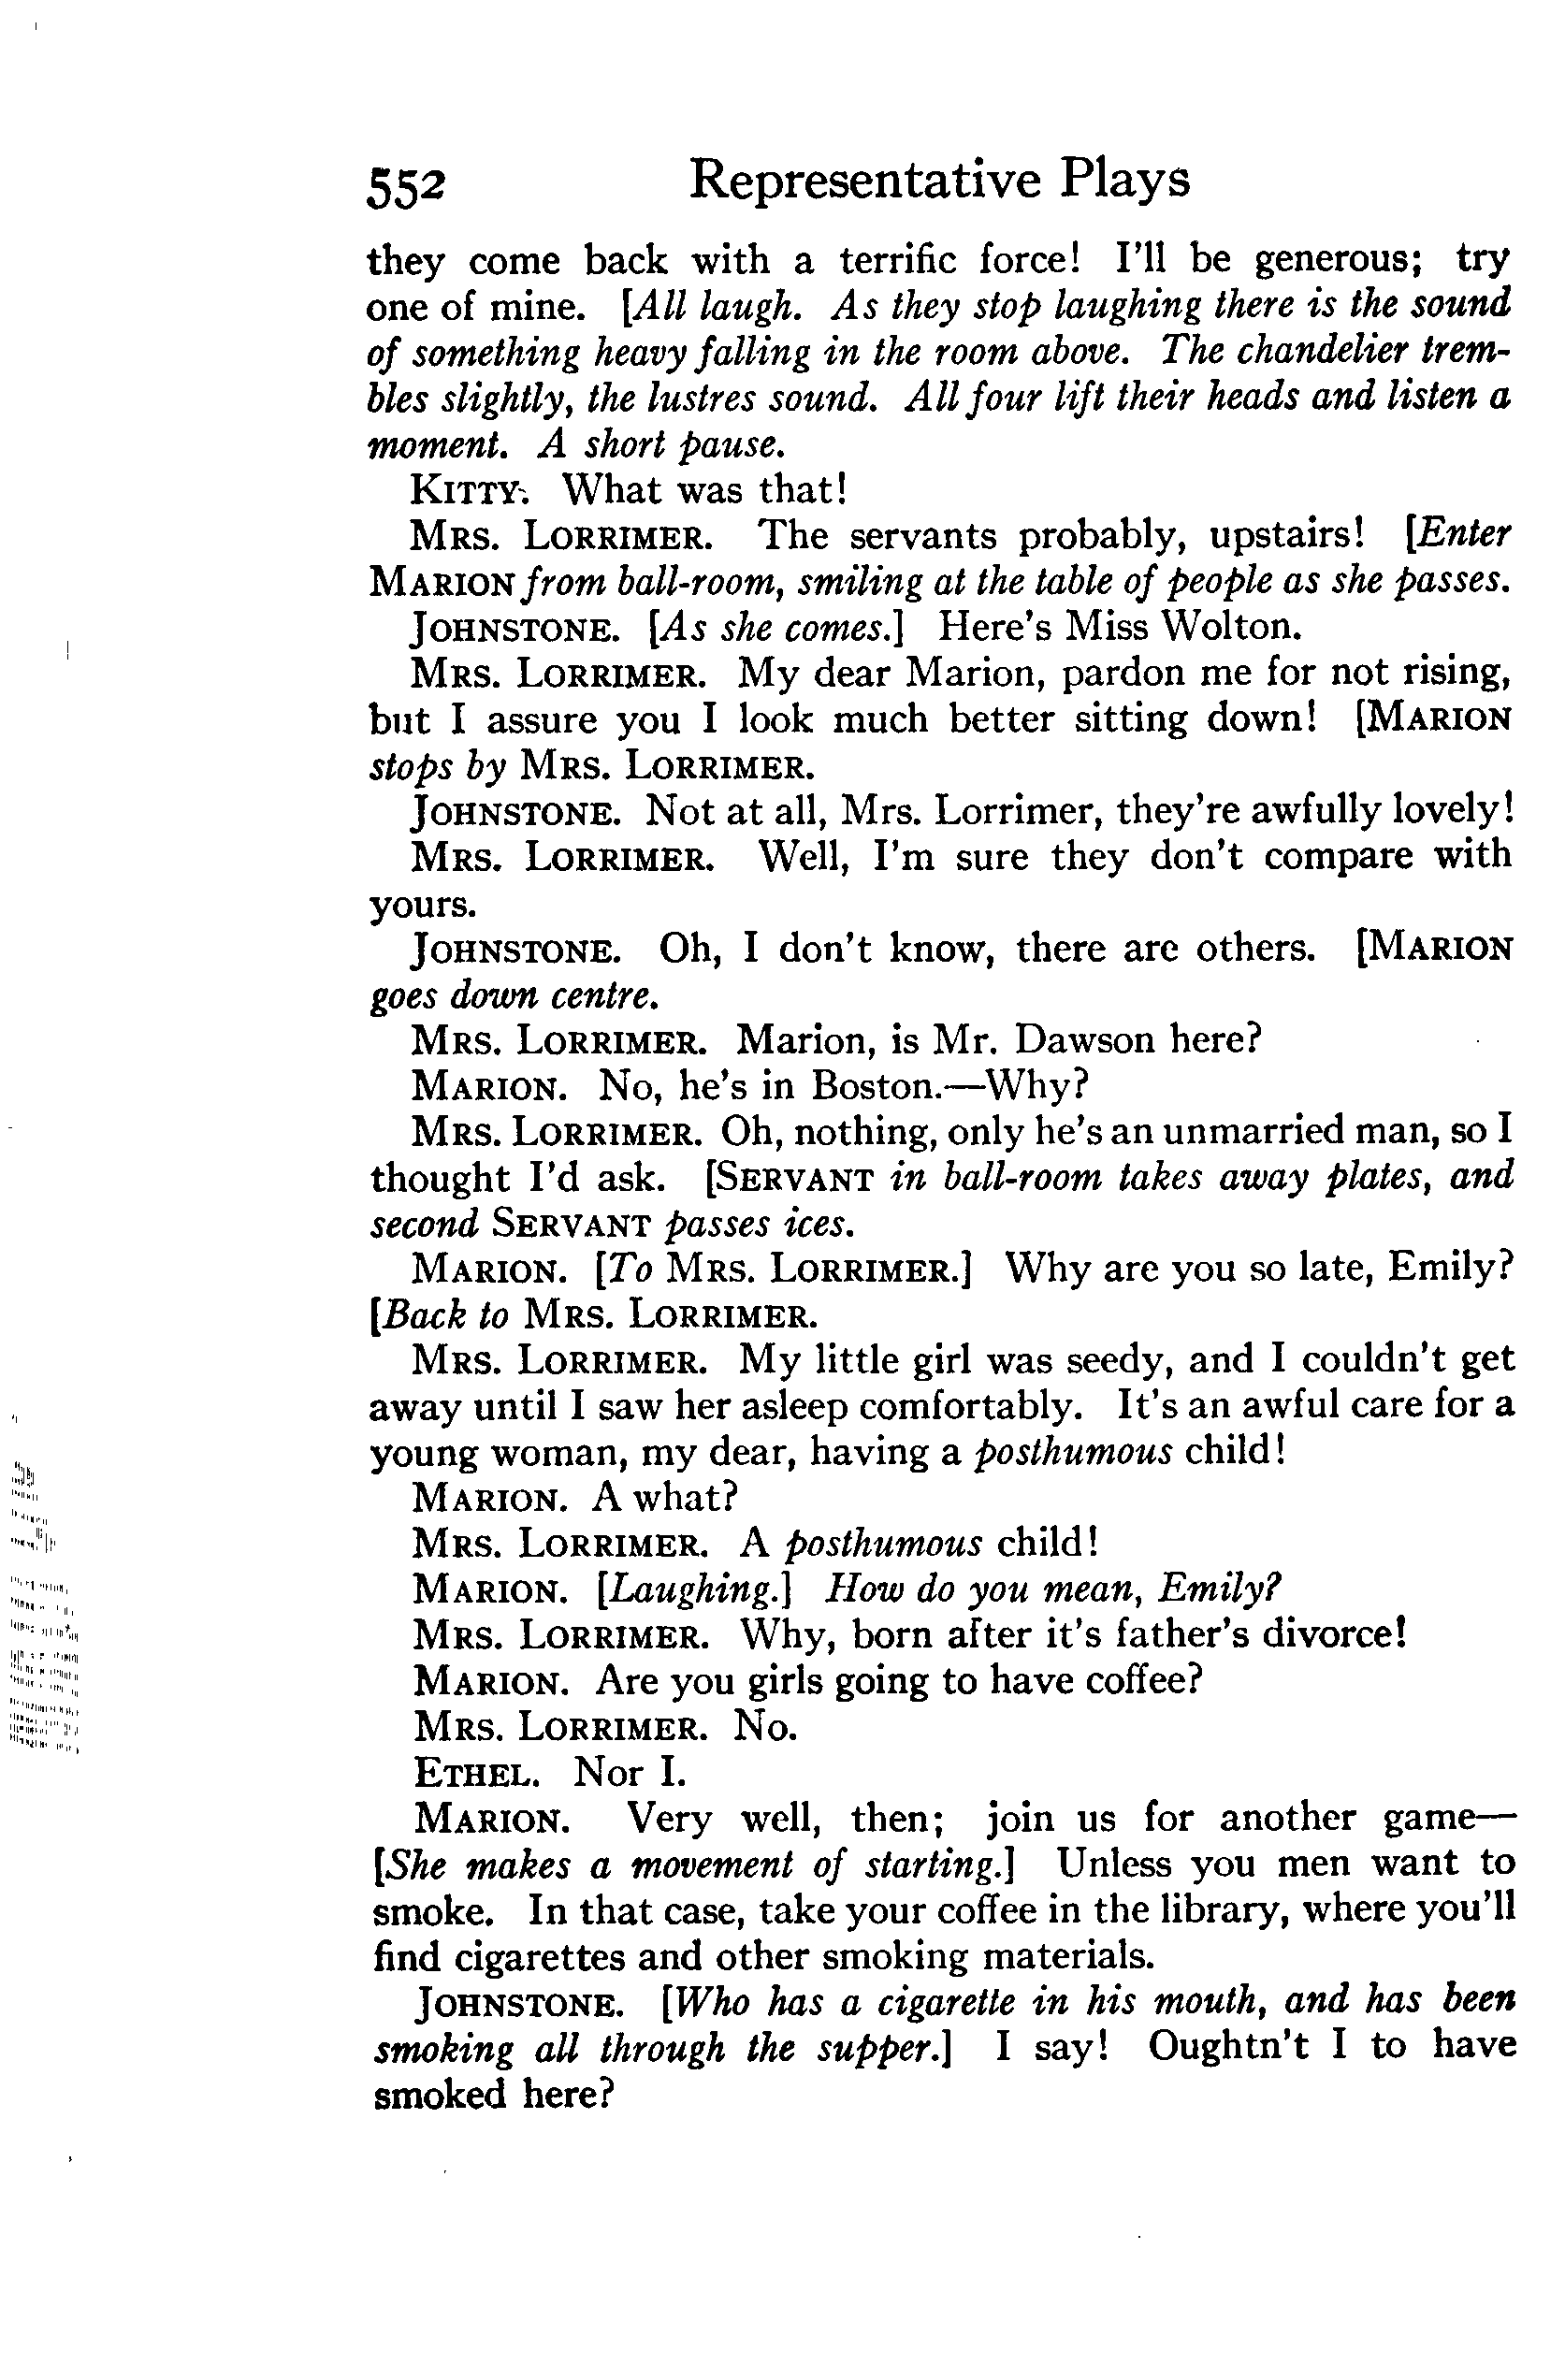 552 Representative Plays
they come back with a terrific force! I'll be generous; try
one of mine. [All laugh. As they stop laughing there is the sound
of something heavy falling in the room above. The chandelier trem-
bles slightly, the lustres sound. All four lift their heads and listen a
moment. A short pause.
KITTY. What was that!
MRS. LORRIMER. The servants probably, upstairs! [Enter
MARION from ball-room, smiling at the table of people as she passes.
JOHNSTONE. [As she comes.] Here's Miss Wolton.
MRS. LORRIMER. My dear Marion, pardon me for not rising,
but I assure you I look much better sitting down! [MARION
stops by MRS. LORRIMER.
JOHNSTONE. Not at all, Mrs. Lorrimer, they're awfully lovely!
MRS. LORRIMER. Well, I'm sure they don't compare with
yours.
JOHNSTONE. Oh, I don't know, there are others. [MARION
goes down centre.
MRS. LORRIMER. Marion, is Mr. Dawson here?
MARION. No, he's in Boston.—Why?
MRS. LORRIMER. Oh, nothing, only he's an unmarried man, so I
thought I'd ask. [SERVANT in ball-room takes away plates, and
second SERVANT passes ices.
MARION. [To MRS. LORRIMER.] Why are you so late, Emily?
[Back to MRS. LORRIMER.
MRS. LORRIMER. My little girl was seedy, and I couldn't get
away until I saw her asleep comfortably. It's an awful care for a
young woman, my dear, having a posthumous child!
MARION. A what?
MRS. LORRIMER. A posthumous child!
MARION. [Laughing.] How do you mean, Emily?
MRS. LORRIMER. Why, born after it's father's divorce!
MARION. Are you girls going to have coffee?
MRS. LORRIMER. No.
ETHEL. Nor I.
MARION. Very well, then; join us for another game—
[She makes a movement of starting.] Unless you men want to
smoke. In that case, take your coffee in the library, where you'll
find cigarettes and other smoking materials.
JOHNSTONE. [Who has a cigarette in his mouth, and has been
smoking all through the supper.] I say! Oughtn't I to have
smoked here?